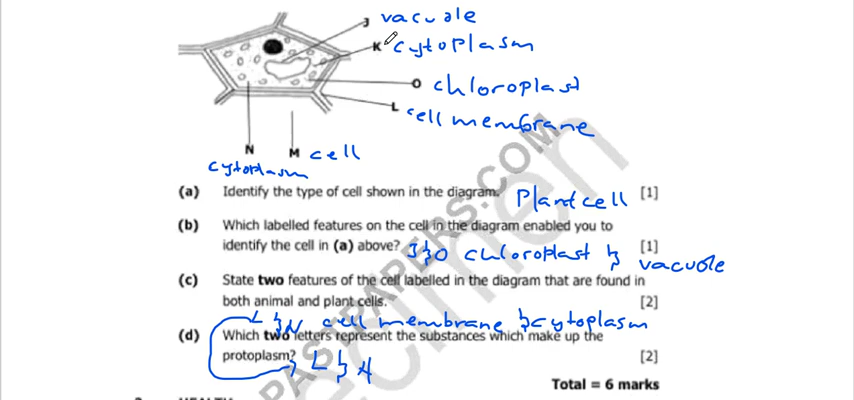 J vacuole
K cytoplasm
O chloroplast
L cell membrane
N M cell
cytoplasm
(a) Identify the type of cell shown in the diagram. Plant cell [1]
(b) Which labelled features on the cell in the diagram enabled you to
identify the cell in (a) above? J & O chloroplast & [1]
vacuole
(c) State two features of the cell labelled in the diagram that are found in
both animal and plant cells. [2]
L & N cell membrane & cytoplasm
(d) Which two letters represent the substances which make up the
protoplasm? L & [2]
Total = 6 marks
PASTPAPERS.COM